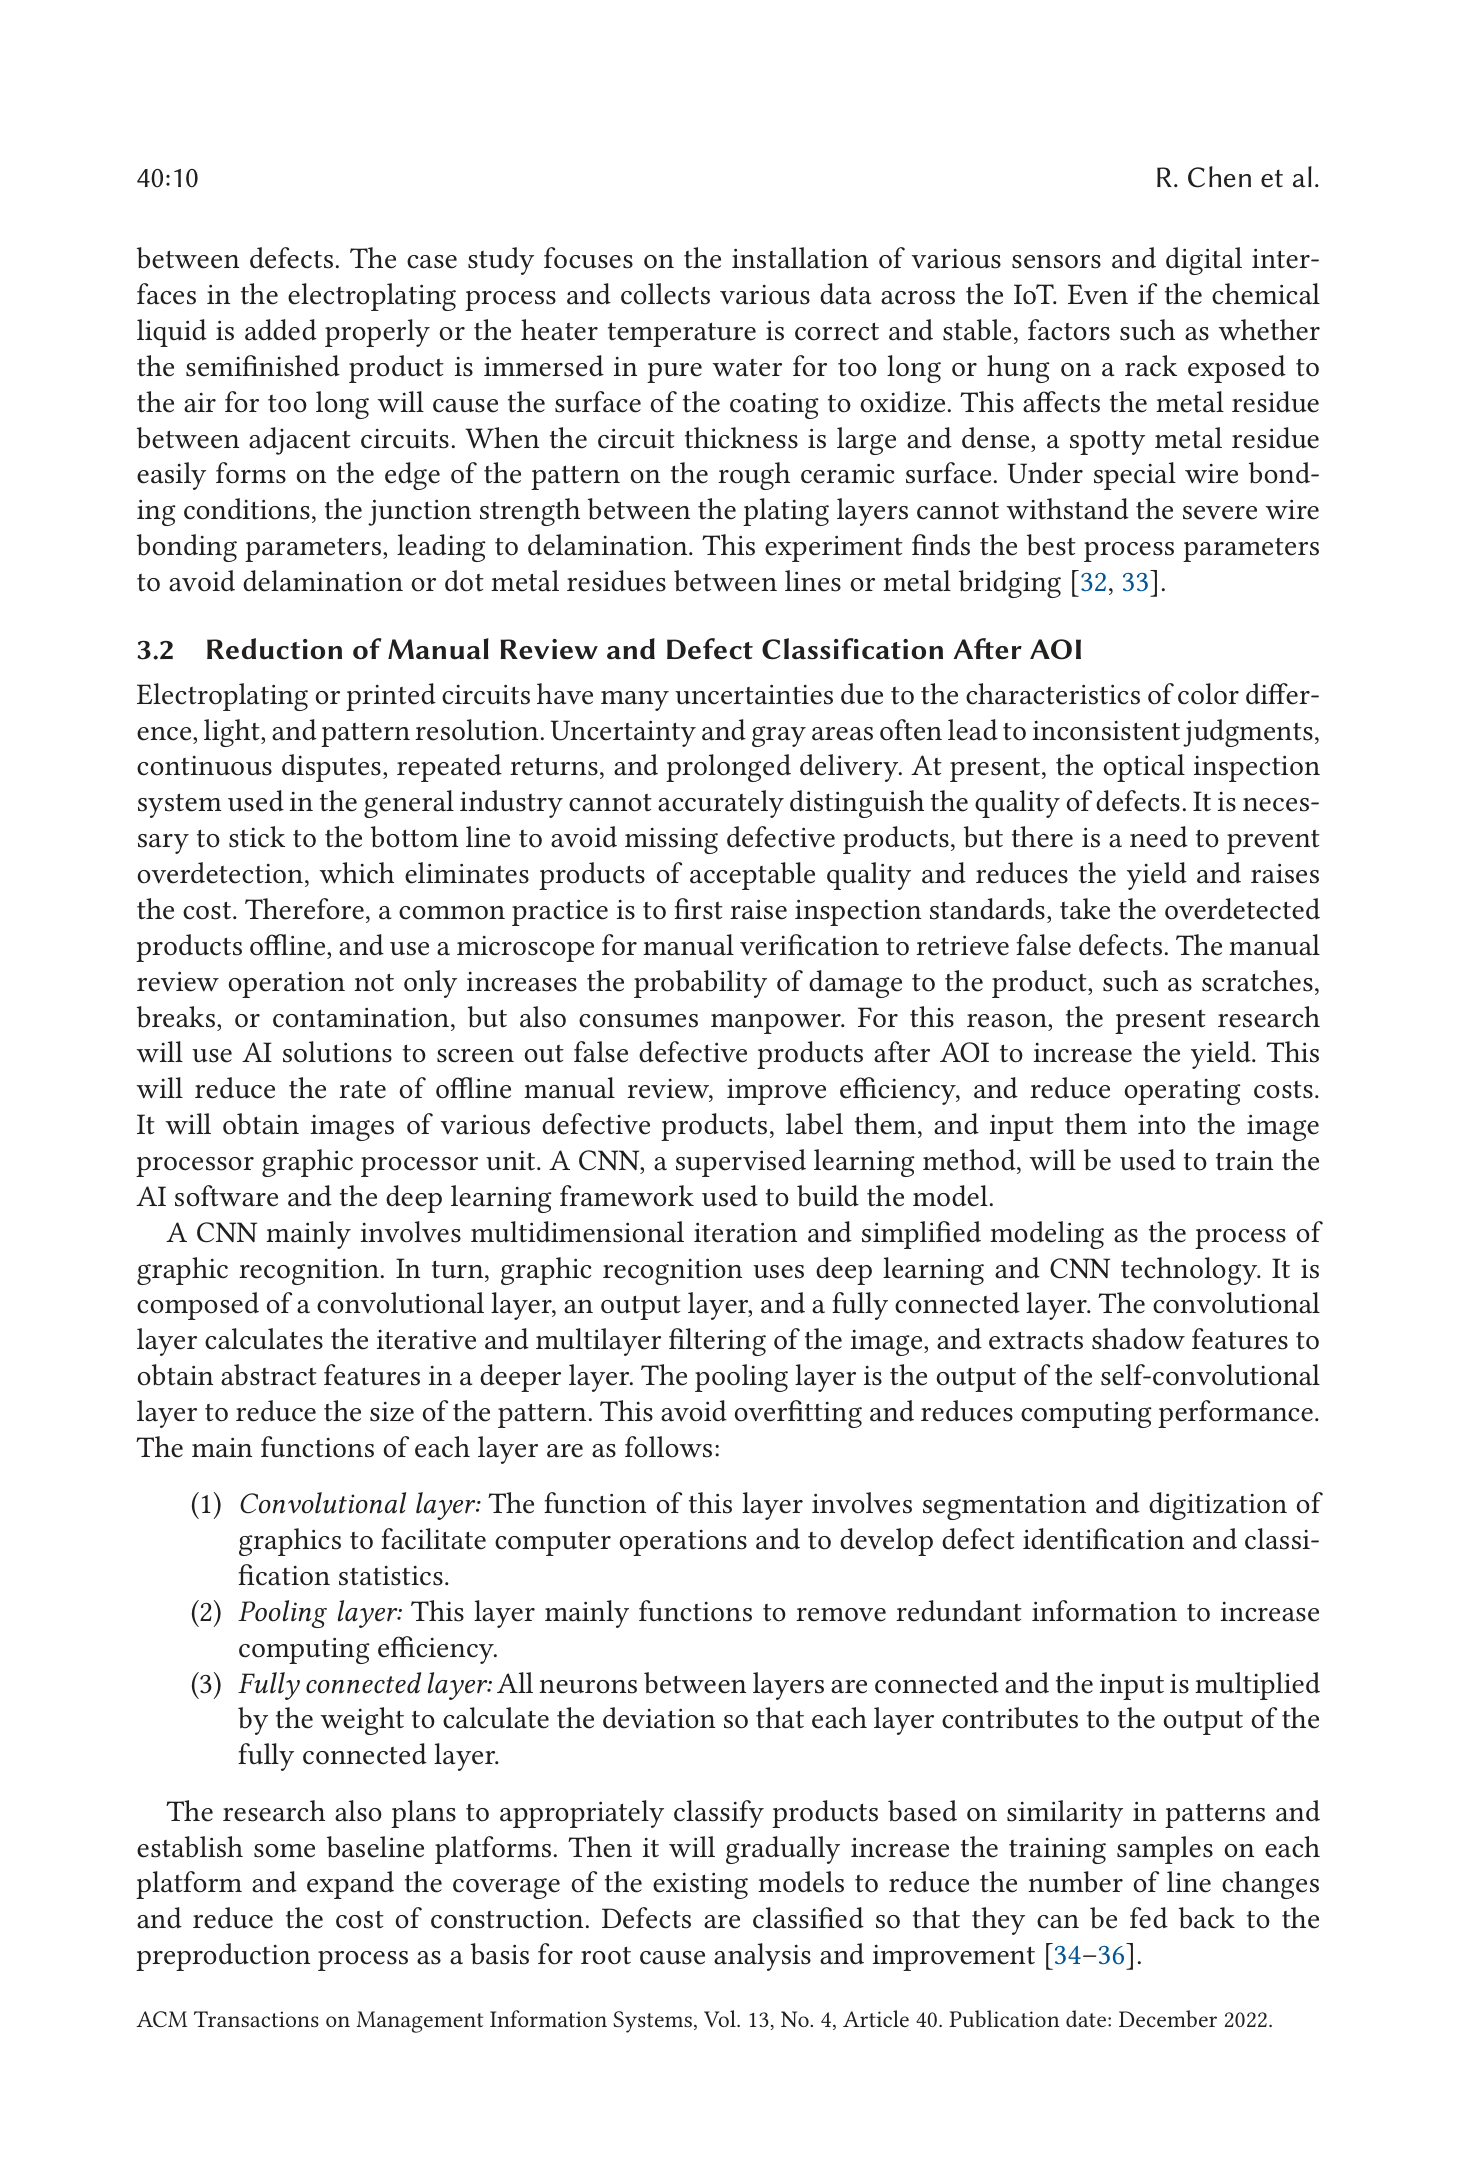 40:10 R. Chen et al.
between defects. The case study focuses on the installation of various sensors and digital inter-
faces in the electroplating process and collects various data across the IoT. Even if the chemical
liquid is added properly or the heater temperature is correct and stable, factors such as whether
the semifinished product is immersed in pure water for too long or hung on a rack exposed to
the air for too long will cause the surface of the coating to oxidize. This affects the metal residue
between adjacent circuits. When the circuit thickness is large and dense, a spotty metal residue
easily forms on the edge of the pattern on the rough ceramic surface. Under special wire bond-
ing conditions, the junction strength between the plating layers cannot withstand the severe wire
bonding parameters, leading to delamination. This experiment finds the best process parameters
to avoid delamination or dot metal residues between lines or metal bridging [32, 33].
3.2 Reduction of Manual Review and Defect Classification After AOI
Electroplating or printed circuits have many uncertainties due to the characteristics of color differ-
ence, light, and pattern resolution. Uncertainty and gray areas often lead to inconsistent judgments,
continuous disputes, repeated returns, and prolonged delivery. At present, the optical inspection
system used in the general industry cannot accurately distinguish the quality of defects. It is neces-
sary to stick to the bottom line to avoid missing defective products, but there is a need to prevent
overdetection, which eliminates products of acceptable quality and reduces the yield and raises
the cost. Therefore, a common practice is to first raise inspection standards, take the overdetected
products offline, and use a microscope for manual verification to retrieve false defects. The manual
review operation not only increases the probability of damage to the product, such as scratches,
breaks, or contamination, but also consumes manpower. For this reason, the present research
will use AI solutions to screen out false defective products after AOI to increase the yield. This
will reduce the rate of offline manual review, improve efficiency, and reduce operating costs.
It will obtain images of various defective products, label them, and input them into the image
processor graphic processor unit. A CNN, a supervised learning method, will be used to train the
AI software and the deep learning framework used to build the model.
A CNN mainly involves multidimensional iteration and simplified modeling as the process of
graphic recognition. In turn, graphic recognition uses deep learning and CNN technology. It is
composed of a convolutional layer, an output layer, and a fully connected layer. The convolutional
layer calculates the iterative and multilayer filtering of the image, and extracts shadow features to
obtain abstract features in a deeper layer. The pooling layer is the output of the self-convolutional
layer to reduce the size of the pattern. This avoid overfitting and reduces computing performance.
The main functions of each layer are as follows:
(1) Convolutional layer: The function of this layer involves segmentation and digitization of
graphics to facilitate computer operations and to develop defect identification and classi-
fication statistics.
(2) Pooling layer: This layer mainly functions to remove redundant information to increase
computing efficiency.
(3) Fully connected layer: All neurons between layers are connected and the input is multiplied
by the weight to calculate the deviation so that each layer contributes to the output of the
fully connected layer.
The research also plans to appropriately classify products based on similarity in patterns and
establish some baseline platforms. Then it will gradually increase the training samples on each
platform and expand the coverage of the existing models to reduce the number of line changes
and reduce the cost of construction. Defects are classified so that they can be fed back to the
preproduction process as a basis for root cause analysis and improvement [34–36].
ACM Transactions on Management Information Systems, Vol. 13, No. 4, Article 40. Publication date: December 2022.